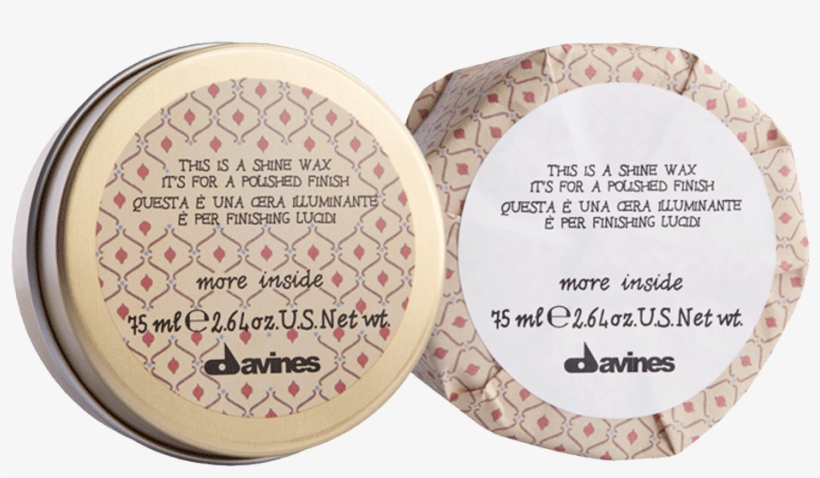 THIS IS A SHINE WAX
IT'S FOR A POLISHED FINISH
QUESTA È UNA CERA ILLUMINANTE
È PER FINISHING LUCIDI
more inside
75 ml ℮ 2.64 oz. U.S. Net wt.
davines
THIS IS A SHINE WAX
IT'S FOR A POLISHED FINISH
QUESTA È UNA CERA ILLUMINANTE
È PER FINISHING LUCIDI
more inside
75 ml ℮ 2.64 oz. U.S. Net wt.
davines